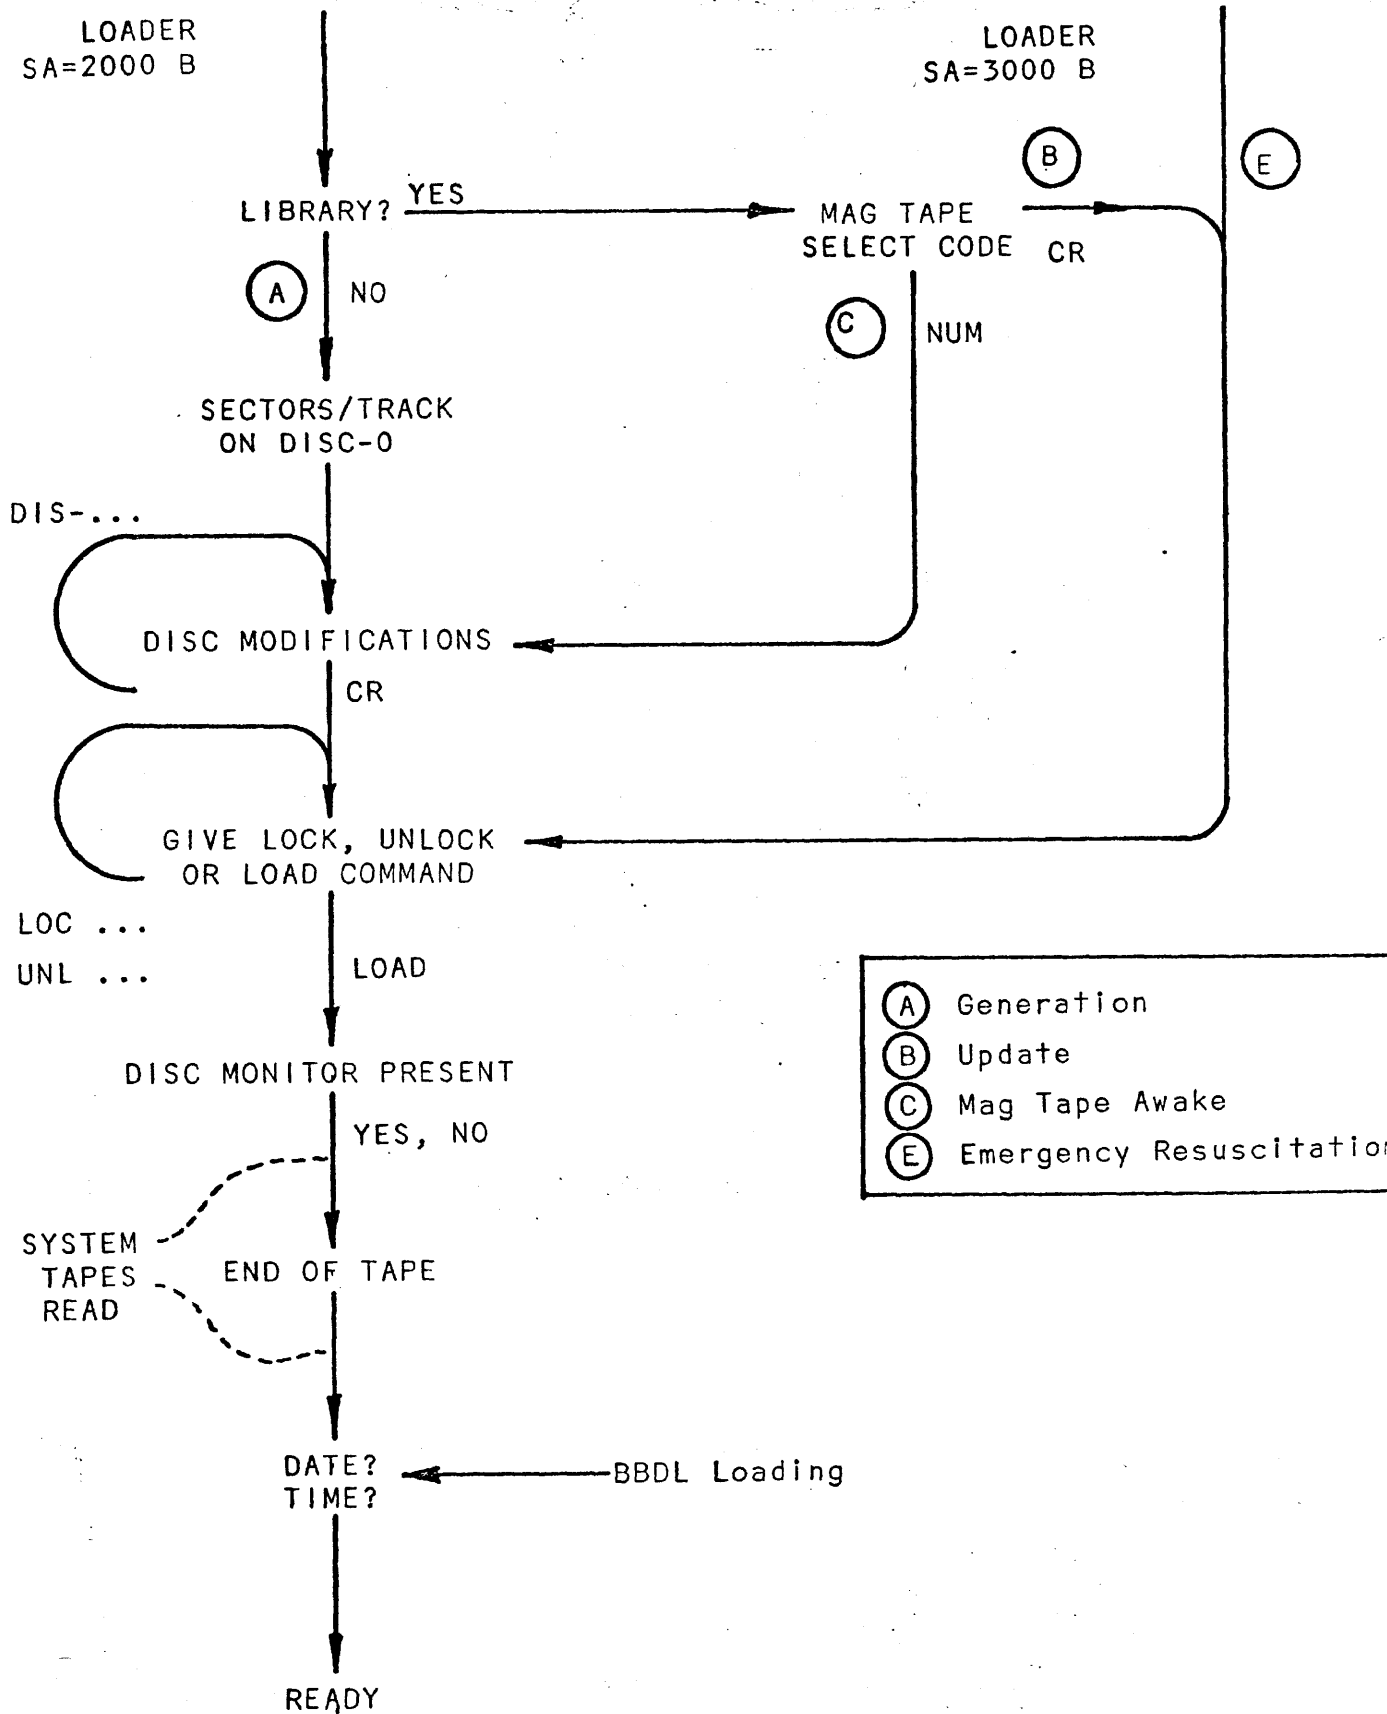 LOADER
SA=2000 B
LOADER
SA=3000 B
B
E
LIBRARY?
YES
MAG TAPE
SELECT CODE
CR
A
NO
C
NUM
SECTORS/TRACK
ON DISC-0
DIS-...
DISC MODIFICATIONS
CR
GIVE LOCK, UNLOCK
OR LOAD COMMAND
LOC ...
UNL ...
LOAD
A Generation
B Update
C Mag Tape Awake
E Emergency Resuscitation
DISC MONITOR PRESENT
YES, NO
SYSTEM
TAPES
READ
END OF TAPE
DATE?
TIME?
BBDL Loading
READY